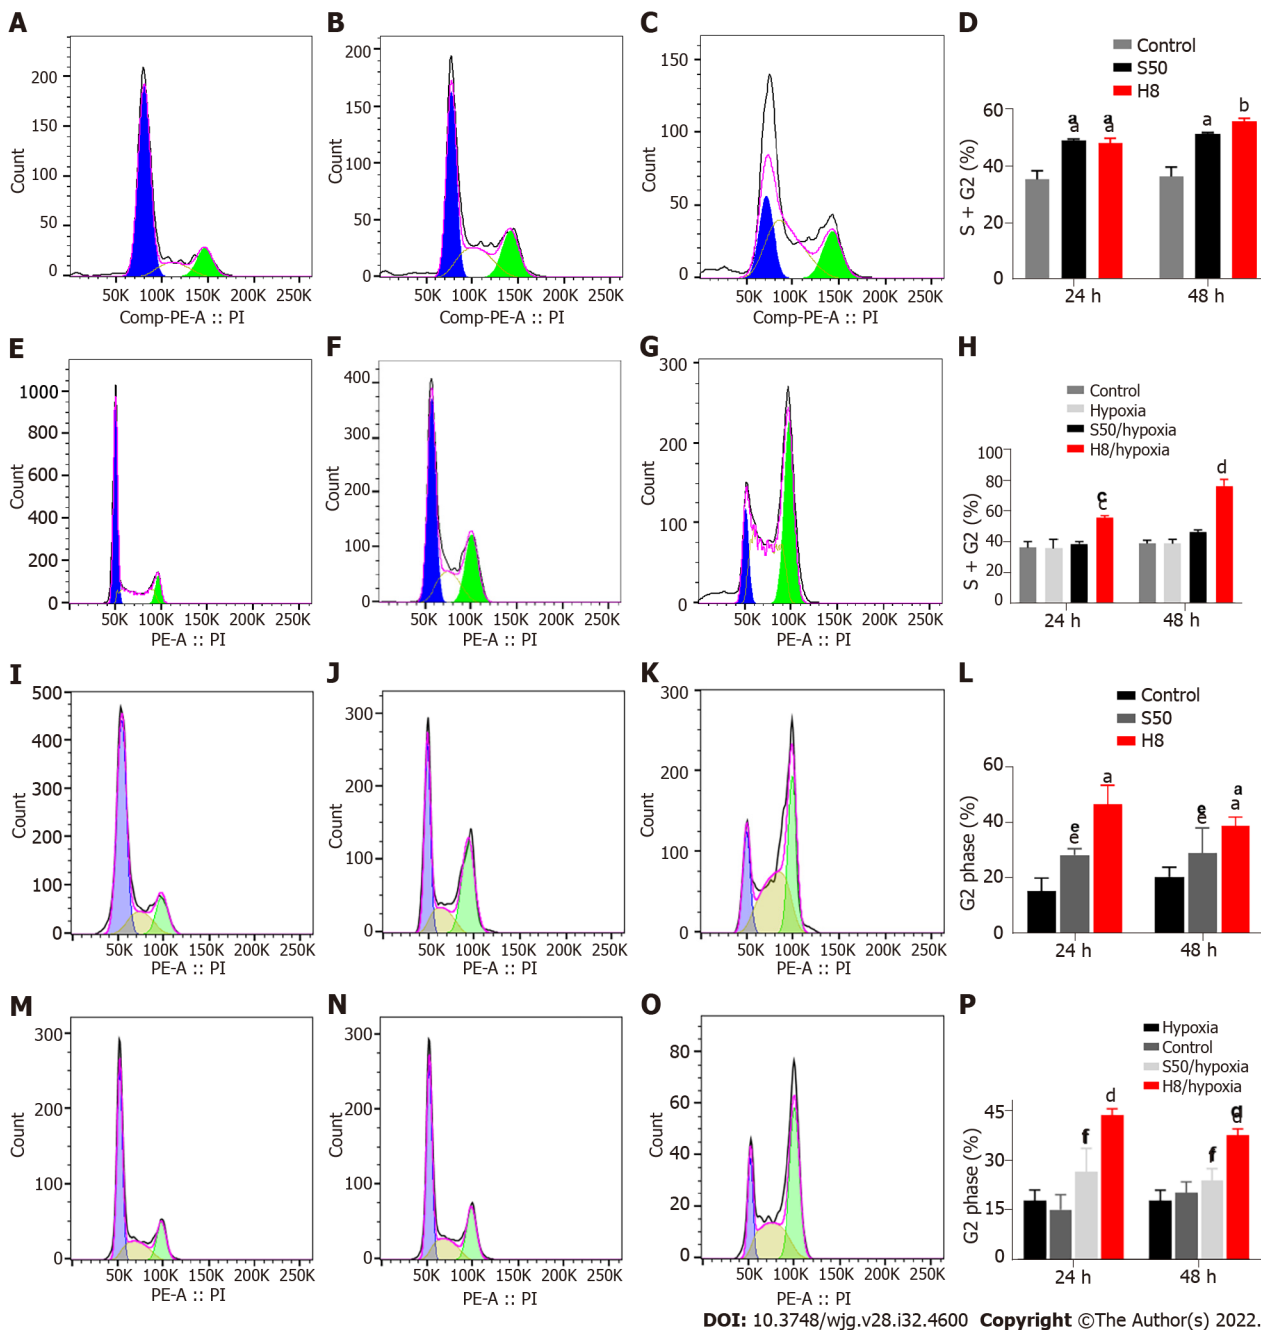 A
200
150
100
50
0
Count
50K 100K 150K 200K 250K
Comp-PE-A :: PI
B
200
150
100
50
0
Count
50K 100K 150K 200K 250K
Comp-PE-A :: PI
C
150
100
50
0
Count
50K 100K 150K 200K 250K
Comp-PE-A :: PI
D
Control
S50
H8
60
40
20
0
S + G2 (%)
a a a b
a a
24 h 48 h
E
1000
800
600
400
200
0
Count
50K 100K 150K 200K 250K
PE-A :: PI
F
400
300
200
100
0
Count
50K 100K 150K 200K 250K
PE-A :: PI
G
300
200
100
0
Count
50K 100K 150K 200K 250K
PE-A :: PI
H
Control
Hypoxia
S50/hypoxia
H8/hypoxia
100
80
60
40
20
0
S + G2 (%)
c d
c
24 h 48 h
I
500
400
300
200
100
0
Count
50K 100K 150K 200K 250K
PE-A :: PI
J
300
200
100
0
Count
50K 100K 150K 200K 250K
PE-A :: PI
K
300
200
100
0
Count
50K 100K 150K 200K 250K
PE-A :: PI
L
Control
S50
H8
60
40
20
0
G2 phase (%)
e a e a
e e a
24 h 48 h
M
300
200
100
0
Count
50K 100K 150K 200K 250K
PE-A :: PI
N
300
200
100
0
Count
50K 100K 150K 200K 250K
PE-A :: PI
O
80
60
40
20
0
Count
50K 100K 150K 200K 250K
PE-A :: PI
P
Hypoxia
Control
S50/hypoxia
H8/hypoxia
45
30
15
0
G2 phase (%)
f d f d
d
24 h 48 h
DOI: 10.3748/wjg.v28.i32.4600 Copyright ©The Author(s) 2022.